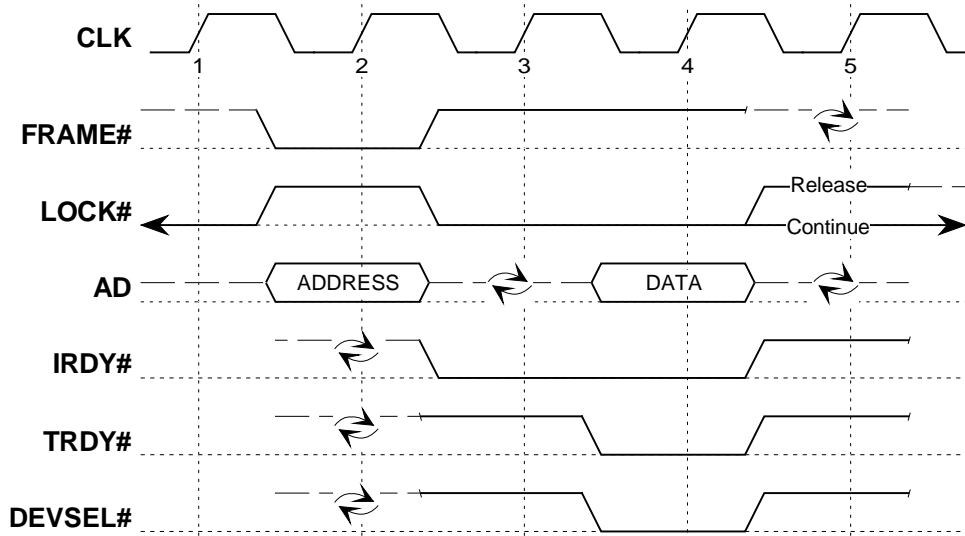 CLK
1 2 3 4 5
FRAME#
LOCK#
Release
Continue
AD
ADDRESS
DATA
IRDY#
TRDY#
DEVSEL#